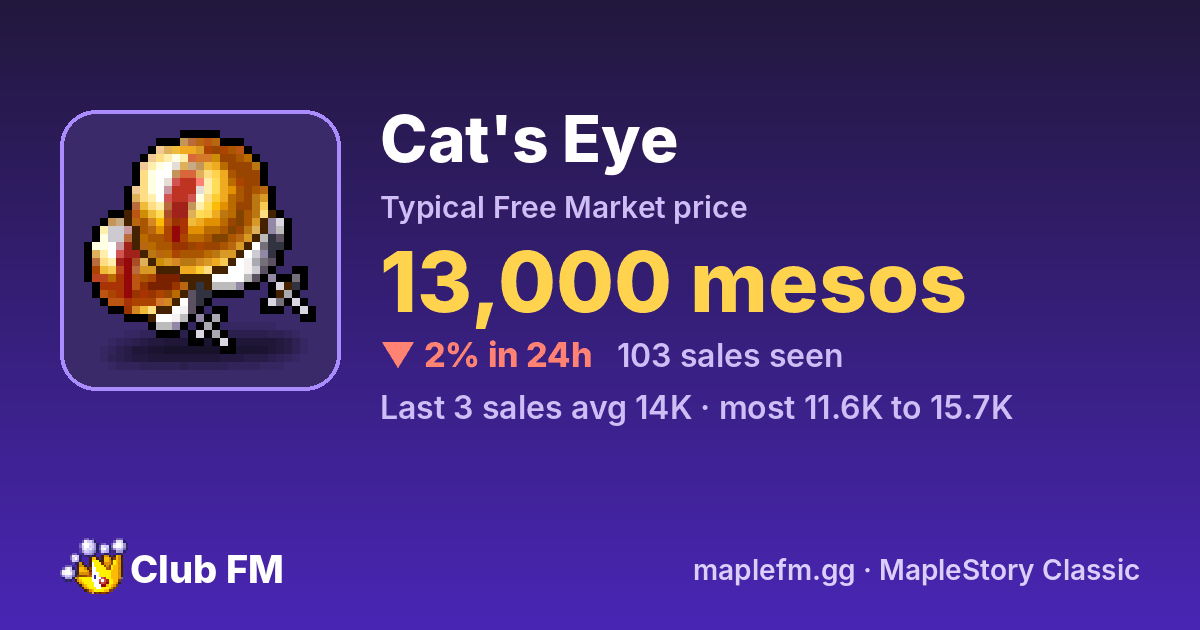 Cat's Eye
Typical Free Market price
13,000 mesos
▼ 2% in 24h 103 sales seen
Last 3 sales avg 14K · most 11.6K to 15.7K
Club FM
maplefm.gg · MapleStory Classic